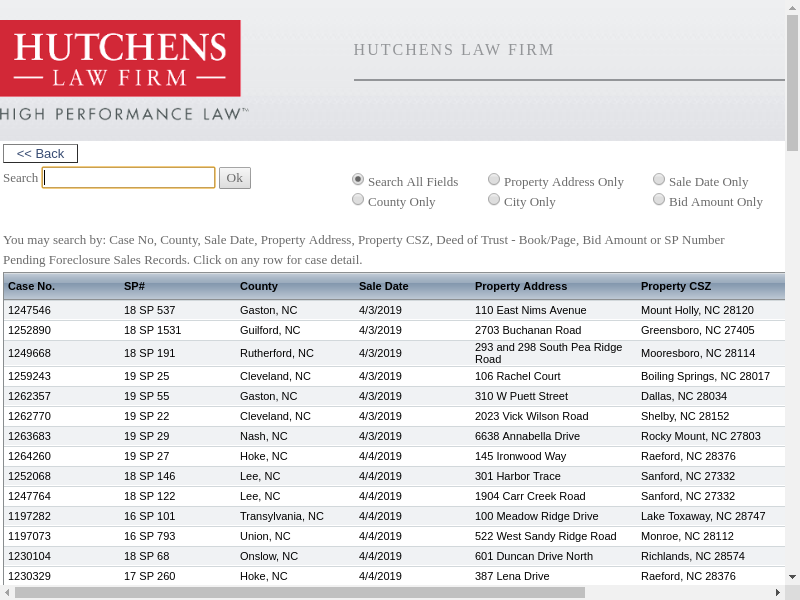 HUTCHENS
LAW FIRM
HIGH PERFORMANCE LAW™
HUTCHENS LAW FIRM
<< Back
Search Ok
Search All Fields Property Address Only Sale Date Only
County Only City Only Bid Amount Only
You may search by: Case No, County, Sale Date, Property Address, Property CSZ, Deed of Trust - Book/Page, Bid Amount or SP Number
Pending Foreclosure Sales Records. Click on any row for case detail.
Case No. SP# County Sale Date Property Address Property CSZ
1247546 18 SP 537 Gaston, NC 4/3/2019 110 East Nims Avenue Mount Holly, NC 28120
1252890 18 SP 1531 Guilford, NC 4/3/2019 2703 Buchanan Road Greensboro, NC 27405
1249668 18 SP 191 Rutherford, NC 4/3/2019 293 and 298 South Pea Ridge Road Mooresboro, NC 28114
1259243 19 SP 25 Cleveland, NC 4/3/2019 106 Rachel Court Boiling Springs, NC 28017
1262357 19 SP 55 Gaston, NC 4/3/2019 310 W Puett Street Dallas, NC 28034
1262770 19 SP 22 Cleveland, NC 4/3/2019 2023 Vick Wilson Road Shelby, NC 28152
1263683 19 SP 29 Nash, NC 4/3/2019 6638 Annabella Drive Rocky Mount, NC 27803
1264260 19 SP 27 Hoke, NC 4/4/2019 145 Ironwood Way Raeford, NC 28376
1252068 18 SP 146 Lee, NC 4/4/2019 301 Harbor Trace Sanford, NC 27332
1247764 18 SP 122 Lee, NC 4/4/2019 1904 Carr Creek Road Sanford, NC 27332
1197282 16 SP 101 Transylvania, NC 4/4/2019 100 Meadow Ridge Drive Lake Toxaway, NC 28747
1197073 16 SP 793 Union, NC 4/4/2019 522 West Sandy Ridge Road Monroe, NC 28112
1230104 18 SP 68 Onslow, NC 4/4/2019 601 Duncan Drive North Richlands, NC 28574
1230329 17 SP 260 Hoke, NC 4/4/2019 387 Lena Drive Raeford, NC 28376